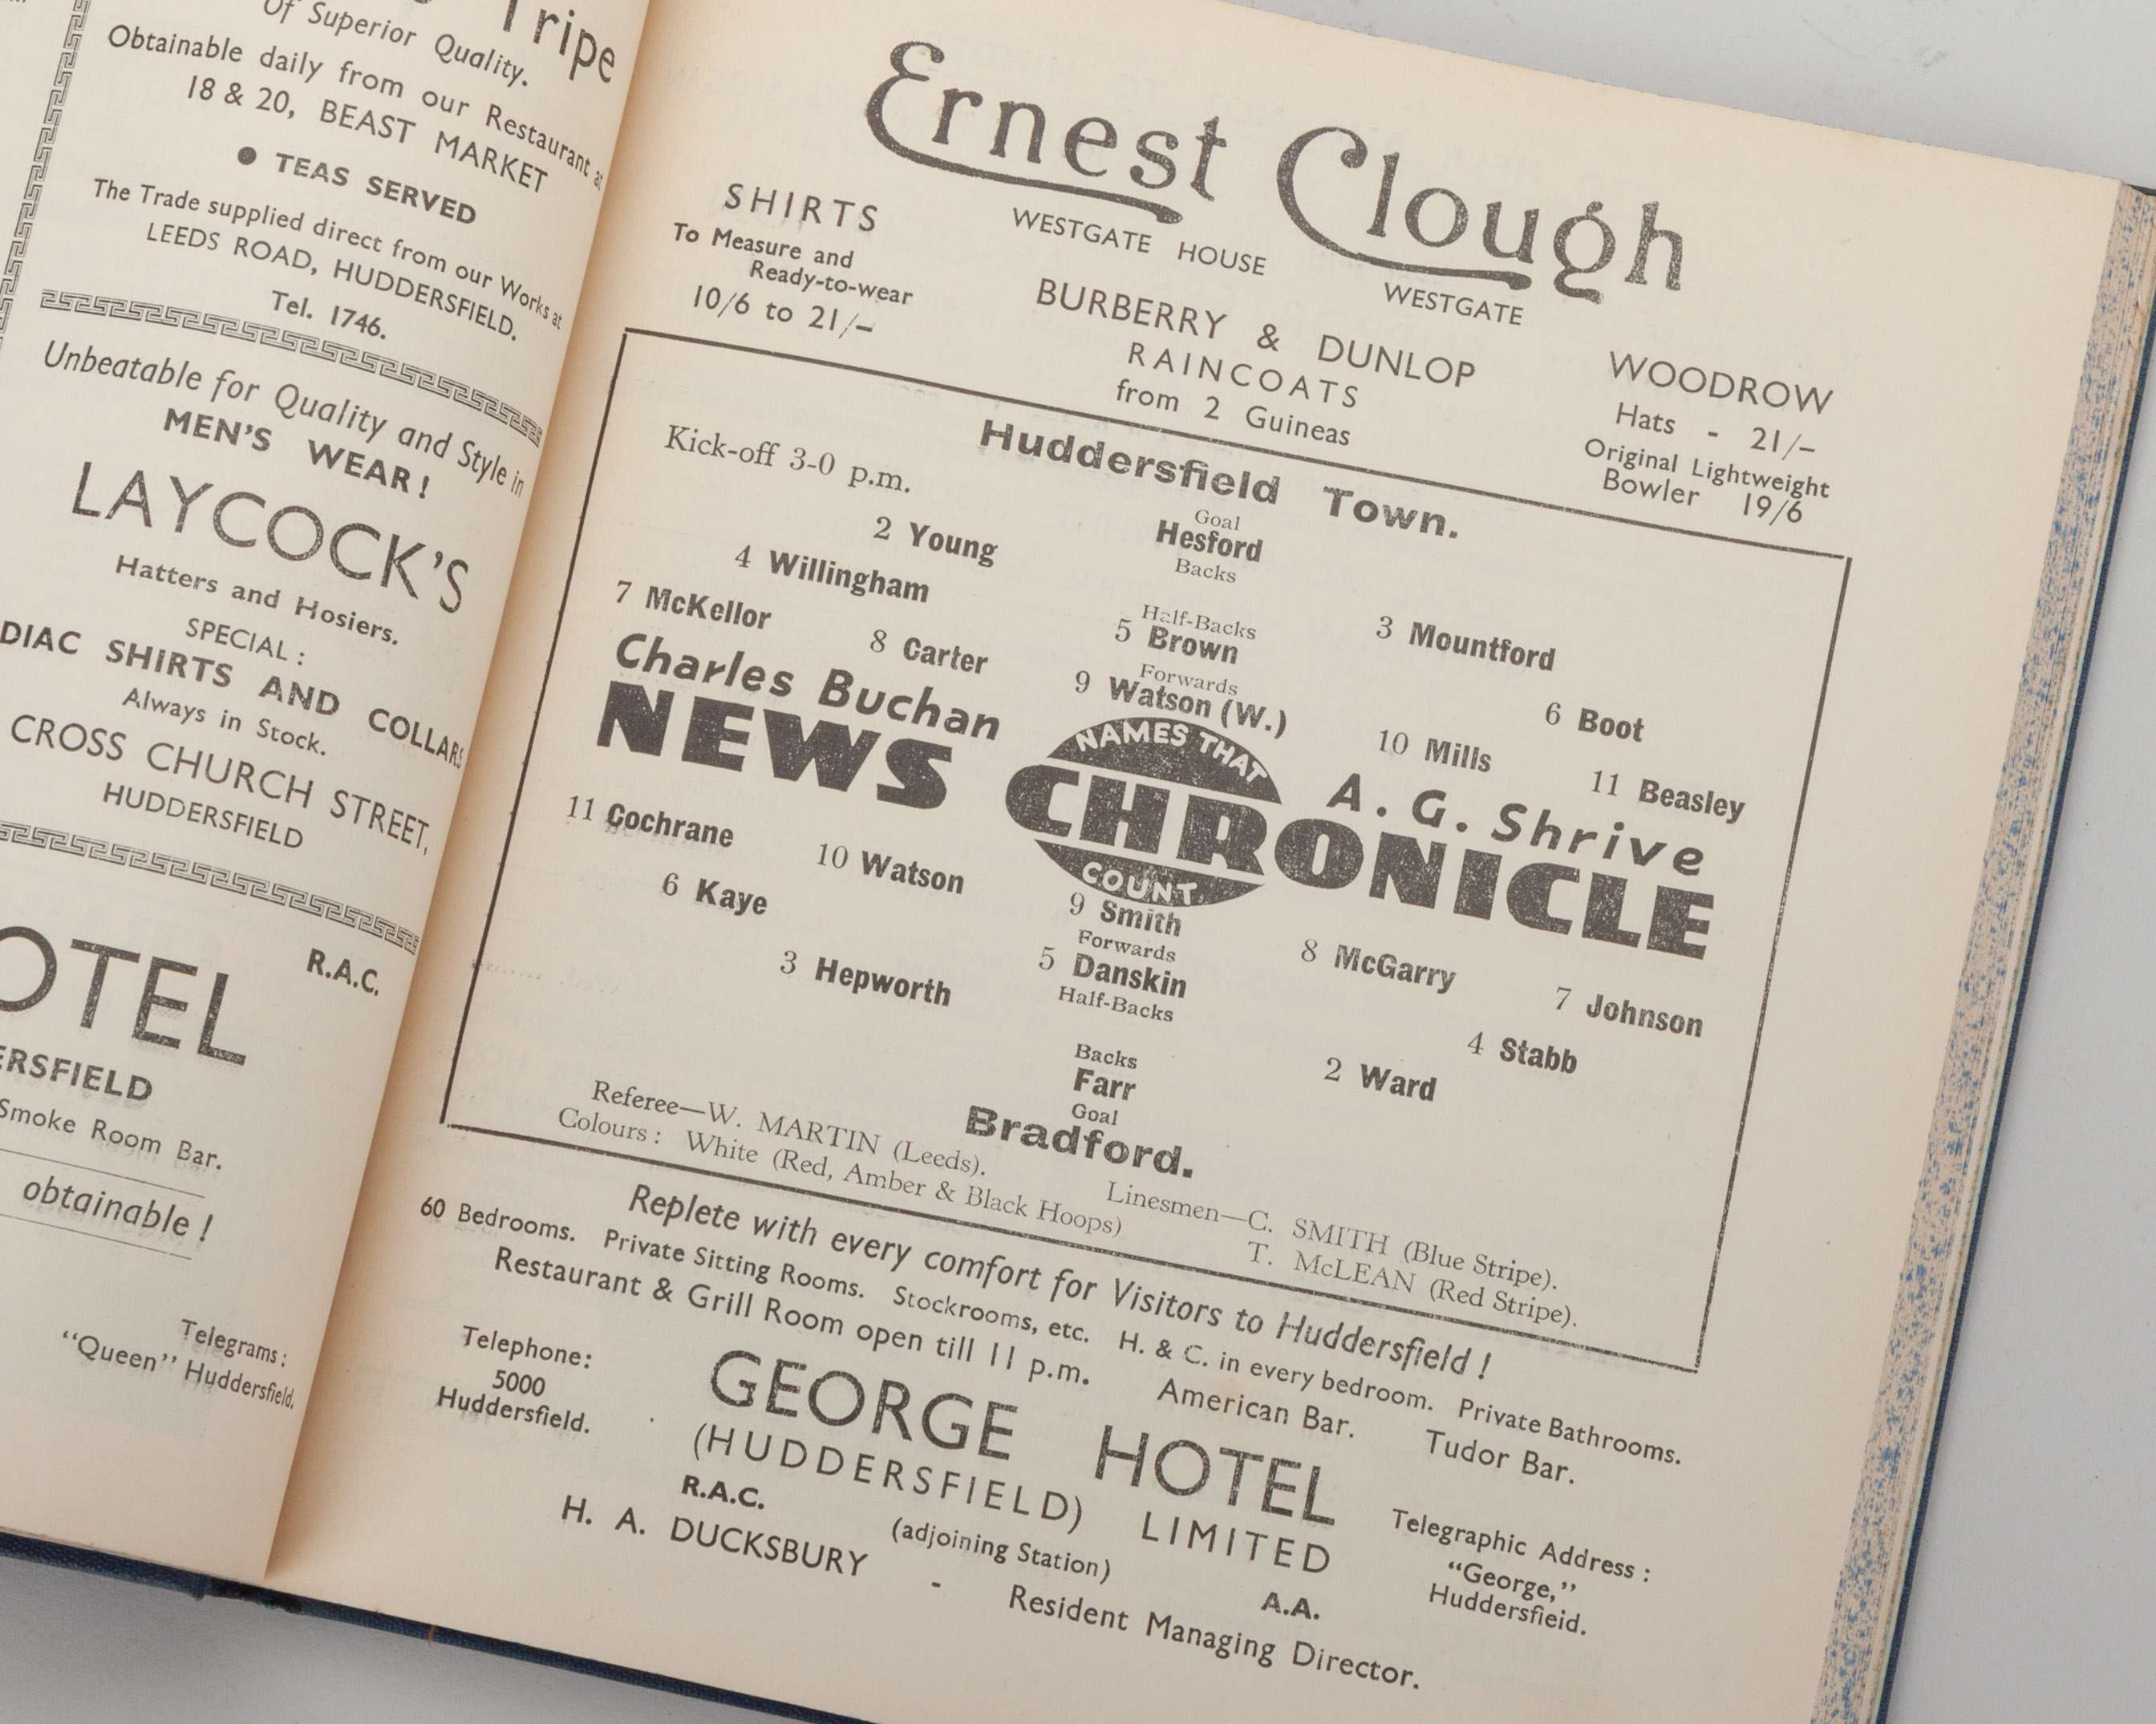 Tripe
Of Superior Quality.
Obtainable daily from our Restaurant at
18 & 20, BEAST MARKET
● TEAS SERVED
The Trade supplied direct from our Works at
LEEDS ROAD, HUDDERSFIELD.
Tel. 1746.
Unbeatable for Quality and Style in
MEN'S WEAR!
LAYCOCK'S
Hatters and Hosiers.
SPECIAL:
DIAC SHIRTS AND COLLARS
Always in Stock.
CROSS CHURCH STREET,
HUDDERSFIELD
R.A.C.
OTEL
ERSFIELD
Smoke Room Bar.
obtainable!
Telegrams:
"Queen" Huddersfield.
Ernest Clough
WESTGATE HOUSE WESTGATE
SHIRTS
To Measure and
Ready-to-wear
10/6 to 21/-
BURBERRY & DUNLOP
RAINCOATS
from 2 Guineas
WOODROW
Hats - 21/-
Original Lightweight
Bowler 19/6
Kick-off 3-0 p.m.
Huddersfield Town.
Goal
Hesford
Backs
2 Young 3 Mountford
Half-Backs
4 Willingham 5 Brown 6 Boot
Forwards
7 McKellor 8 Carter 9 Watson (W.) 10 Mills 11 Beasley
Charles Buchan A. G. Shrive
NAMES THAT
NEWS CHRONICLE
COUNT
11 Cochrane 10 Watson 9 Smith 8 McGarry 7 Johnson
Forwards
6 Kaye 5 Danskin 4 Stabb
Half-Backs
3 Hepworth 2 Ward
Backs
Farr
Goal
Bradford.
Referee—W. MARTIN (Leeds).
Colours: White (Red, Amber & Black Hoops)
Linesmen—C. SMITH (Blue Stripe).
T. McLEAN (Red Stripe).
Replete with every comfort for Visitors to Huddersfield!
60 Bedrooms. Private Sitting Rooms. Stockrooms, etc. H. & C. in every bedroom. Private Bathrooms.
Restaurant & Grill Room open till 11 p.m. American Bar. Tudor Bar.
Telephone:
5000
Huddersfield.
GEORGE HOTEL
(HUDDERSFIELD) LIMITED
R.A.C. (adjoining Station) A.A.
Telegraphic Address:
"George,"
Huddersfieid.
H. A. DUCKSBURY - Resident Managing Director.